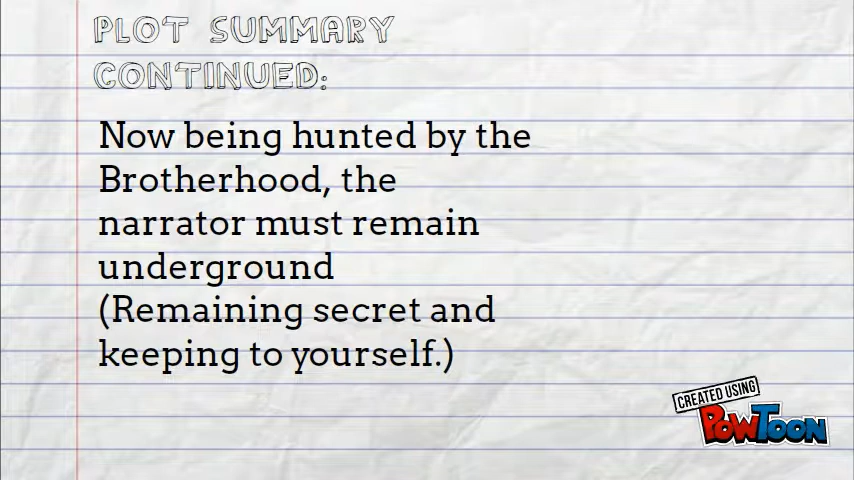 PLOT SUMMARY
CONTINUED:
Now being hunted by the
Brotherhood, the
narrator must remain
underground
(Remaining secret and
keeping to yourself.)
CREATED USING
POWTOON